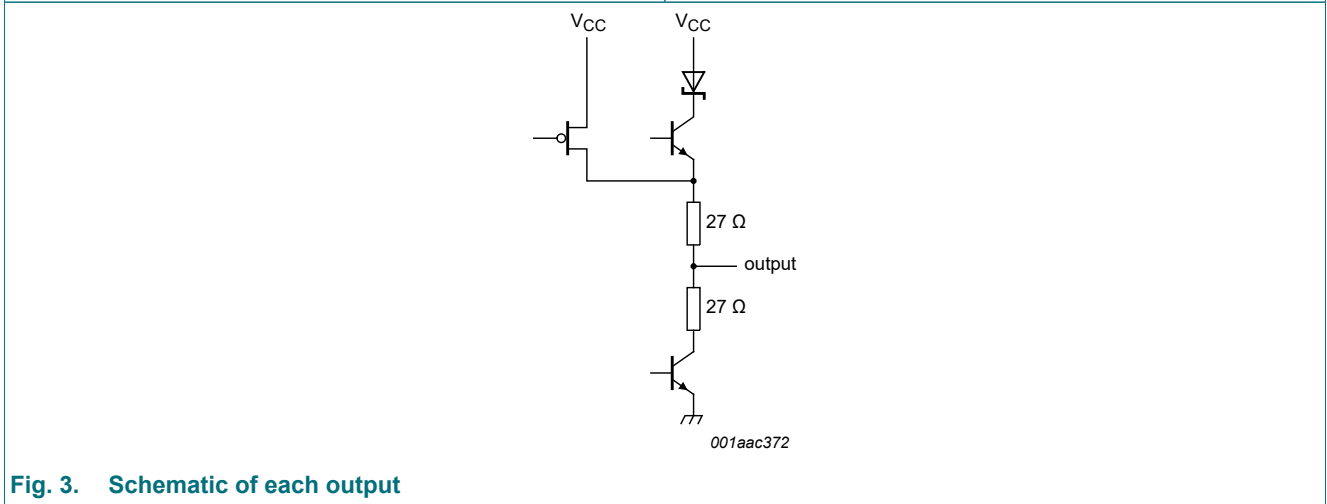 VCC VCC
27 Ω
output
27 Ω
001aac372
Fig. 3. Schematic of each output